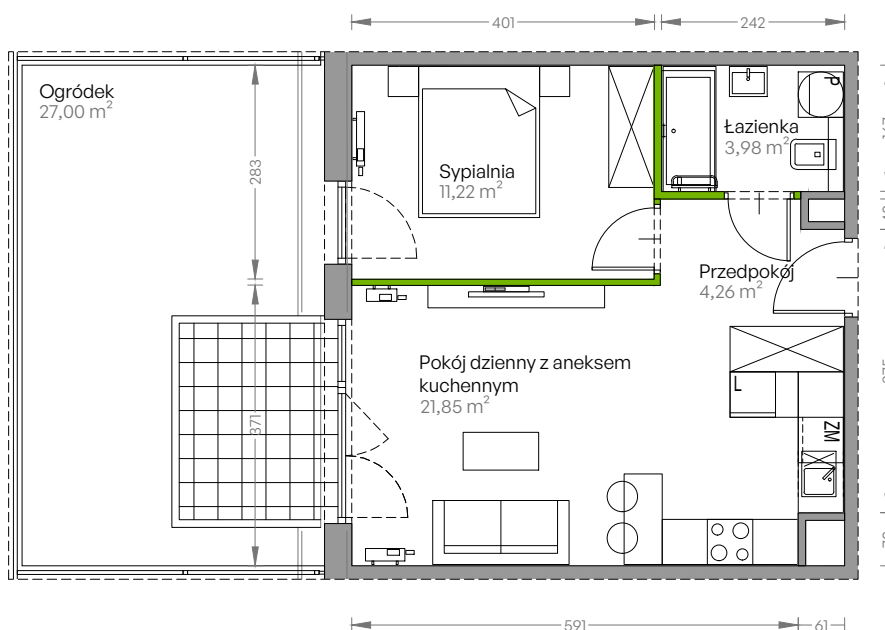 401
242
Ogródek
27,00 m²
283
Sypialnia
11,22 m²
P
Łazienka
3,98 m²
Przedpokój
4,26 m²
371
Pokój dzienny z aneksem
kuchennym
21,85 m²
L
ZM
591
61